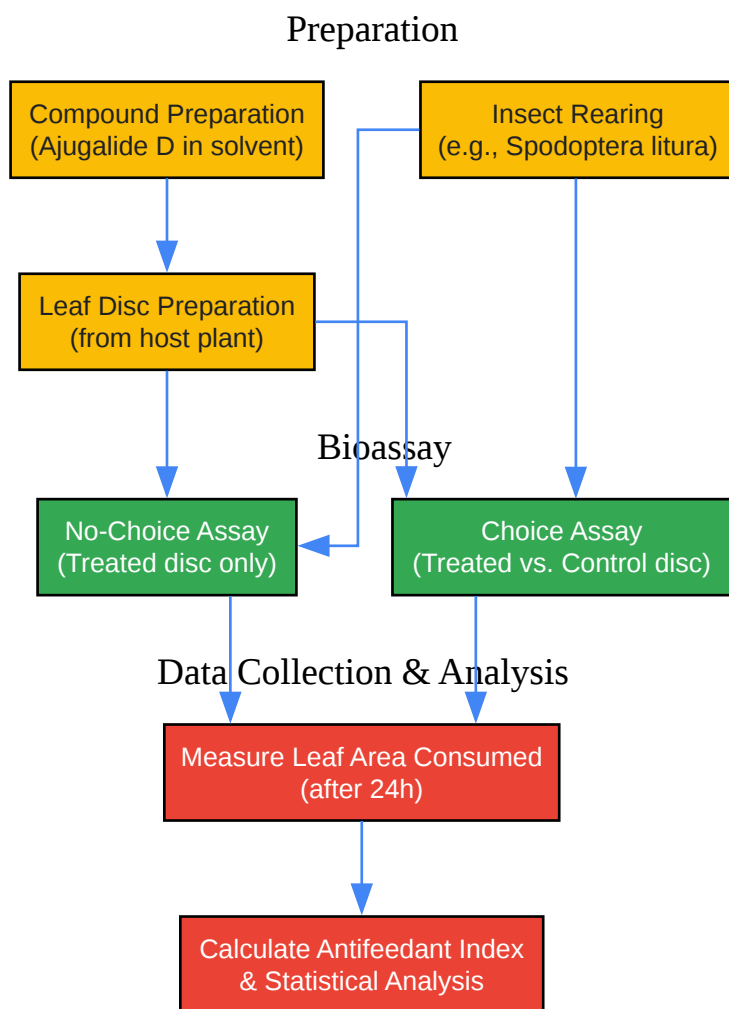 Preparation
Compound Preparation
(Ajugalide D in solvent)
Insect Rearing
(e.g., Spodoptera litura)
Leaf Disc Preparation
(from host plant)
Bioassay
No-Choice Assay
(Treated disc only)
Choice Assay
(Treated vs. Control disc)
Data Collection & Analysis
Measure Leaf Area Consumed
(after 24h)
Calculate Antifeedant Index
& Statistical Analysis